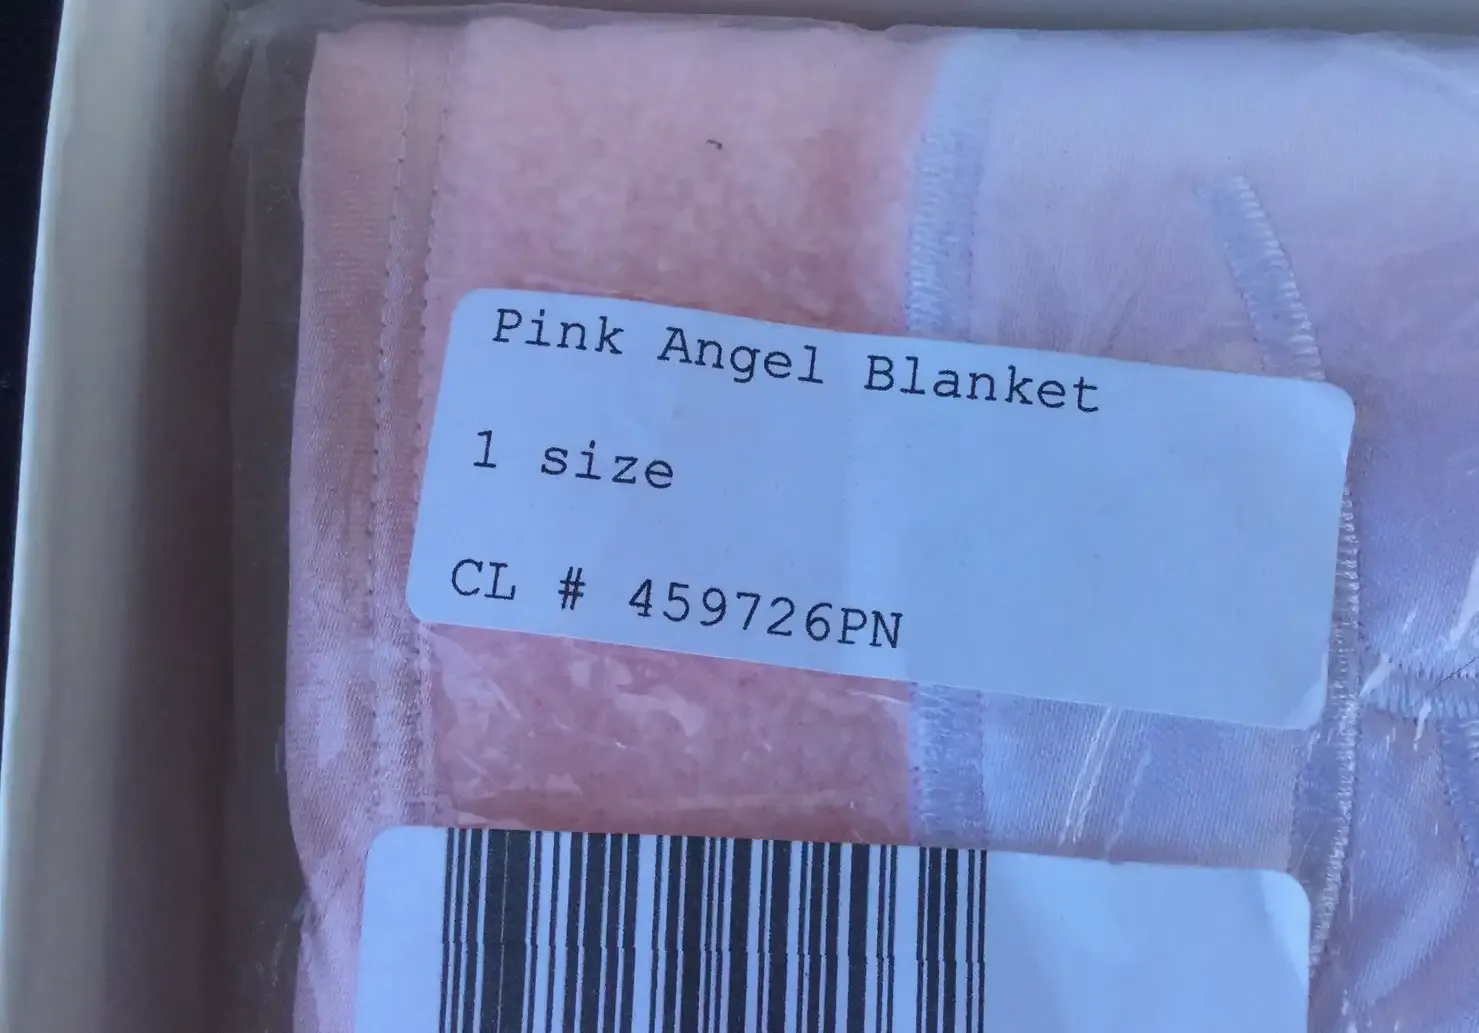 Pink Angel Blanket
1 size
CL # 459726PN